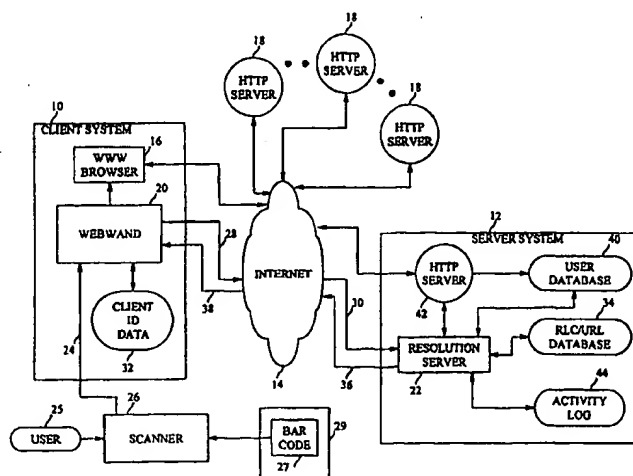 18
HTTP
SERVER
18
HTTP
SERVER
18
HTTP
SERVER
10
CLIENT SYSTEM
16
WWW
BROWSER
20
WEBWAND
28
38
CLIENT
ID DATA
32
24
INTERNET
14
30
36
12
SERVER SYSTEM
HTTP
SERVER
42
40
USER
DATABASE
34
RLC/URL
DATABASE
RESOLUTION
SERVER
22
44
ACTIVITY
LOG
25
USER
26
SCANNER
29
BAR
CODE
27